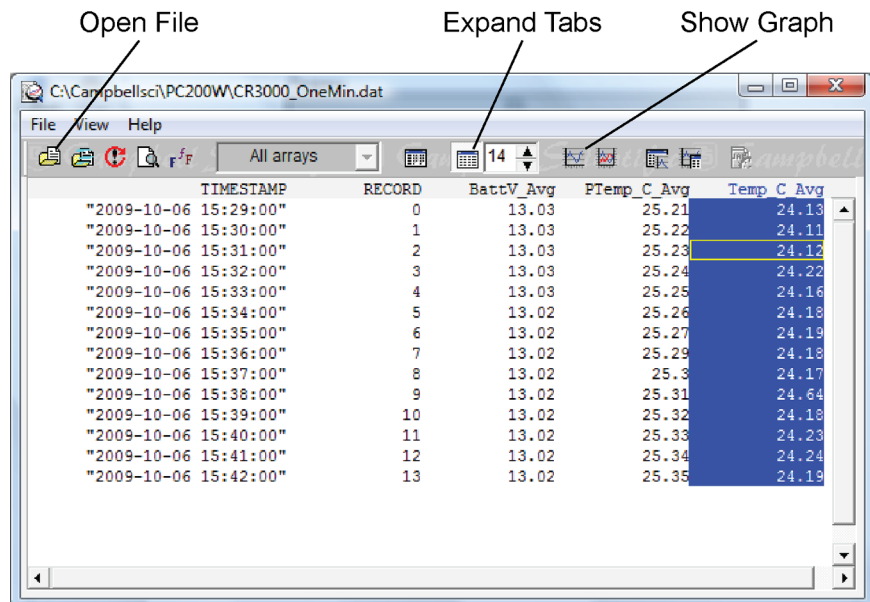 Open File Expand Tabs Show Graph
C:\Campbellsci\PC200W\CR3000_OneMin.dat
File View Help
All arrays 14
TIMESTAMP RECORD BattV_Avg PTemp_C_Avg Temp_C_Avg
"2009-10-06 15:29:00" 0 13.03 25.21 24.13
"2009-10-06 15:30:00" 1 13.03 25.22 24.11
"2009-10-06 15:31:00" 2 13.03 25.23 24.12
"2009-10-06 15:32:00" 3 13.03 25.24 24.22
"2009-10-06 15:33:00" 4 13.03 25.25 24.16
"2009-10-06 15:34:00" 5 13.02 25.26 24.18
"2009-10-06 15:35:00" 6 13.02 25.27 24.19
"2009-10-06 15:36:00" 7 13.02 25.29 24.18
"2009-10-06 15:37:00" 8 13.02 25.3 24.17
"2009-10-06 15:38:00" 9 13.02 25.31 24.64
"2009-10-06 15:39:00" 10 13.02 25.32 24.18
"2009-10-06 15:40:00" 11 13.02 25.33 24.23
"2009-10-06 15:41:00" 12 13.02 25.34 24.24
"2009-10-06 15:42:00" 13 13.02 25.35 24.19